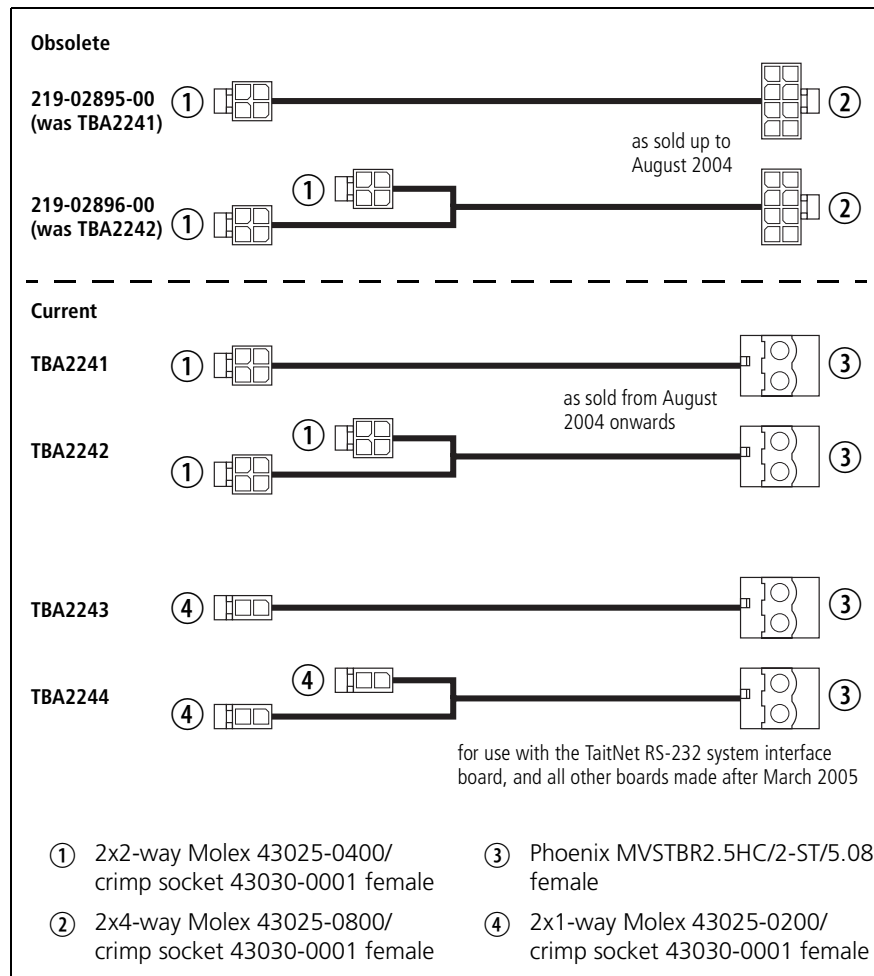 Obsolete
219-02895-00
(was TBA2241)
①
②
as sold up to
August 2004
219-02896-00
(was TBA2242)
①
①
②
Current
TBA2241
①
③
as sold from August
2004 onwards
TBA2242
①
①
③
TBA2243
④
③
TBA2244
④
④
③
for use with the TaitNet RS-232 system interface
board, and all other boards made after March 2005
① 2x2-way Molex 43025-0400/
crimp socket 43030-0001 female
② 2x4-way Molex 43025-0800/
crimp socket 43030-0001 female
③ Phoenix MVSTBR2.5HC/2-ST/5.08
female
④ 2x1-way Molex 43025-0200/
crimp socket 43030-0001 female